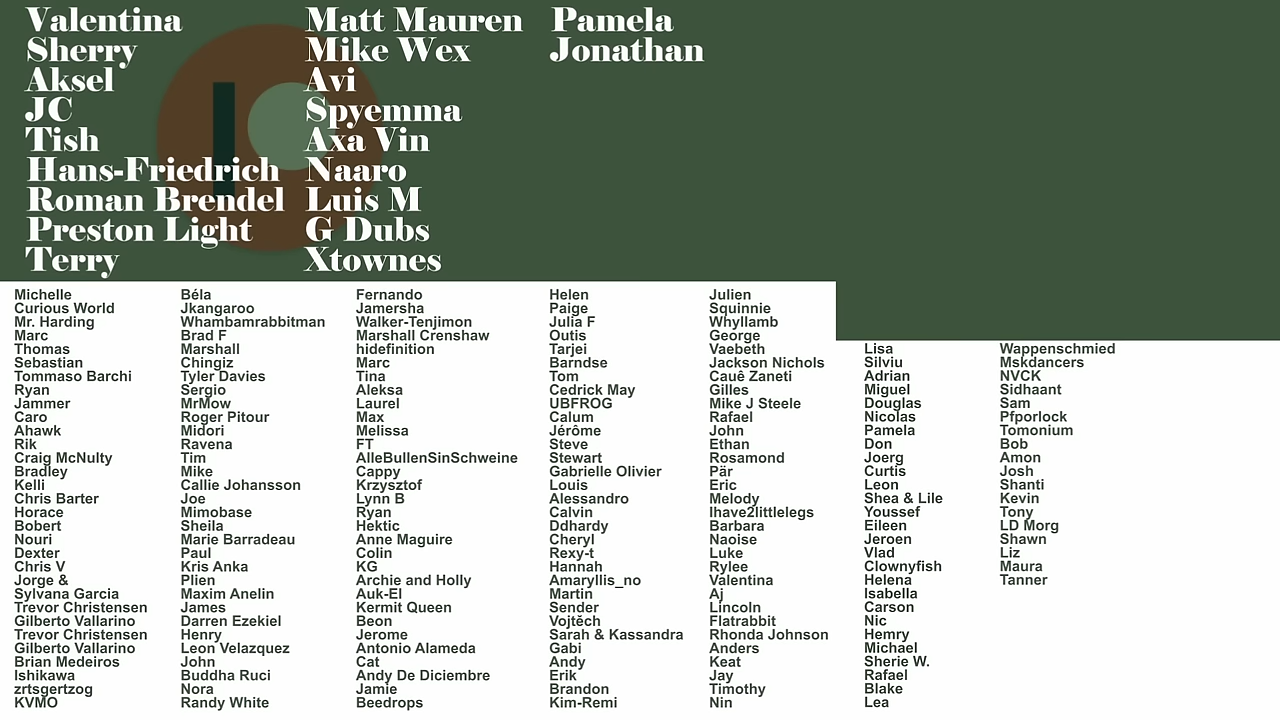 Valentina
Sherry
Aksel
JC
Tish
Hans-Friedrich
Roman Brendel
Preston Light
Terry
Matt Mauren
Mike Wex
Avi
Spyemma
Axa Vin
Naaro
Luis M
G Dubs
Xtownes
Pamela
Jonathan
Michelle
Curious World
Mr. Harding
Marc
Thomas
Sebastian
Tommaso Barchi
Ryan
Jammer
Caro
Ahawk
Rik
Craig McNulty
Bradley
Kelli
Chris Barter
Horace
Bobert
Nouri
Dexter
Chris V
Jorge &
Sylvana Garcia
Trevor Christensen
Gilberto Vallarino
Trevor Christensen
Gilberto Vallarino
Brian Medeiros
Ishikawa
zrtsgertzog
KVMO
Béla
Jkangaroo
Whambamrabbitman
Brad F
Marshall
Chingiz
Tyler Davies
Sergio
MrMow
Roger Pitour
Midori
Ravena
Tim
Mike
Callie Johansson
Joe
Mimobase
Sheila
Marie Barradeau
Paul
Kris Anka
Plien
Maxim Anelin
James
Darren Ezekiel
Henry
Leon Velazquez
John
Buddha Ruci
Nora
Randy White
Fernando
Jamersha
Walker-Tenjimon
Marshall Crenshaw
hidefinition
Marc
Tina
Aleksa
Laurel
Max
Melissa
FT
AlleBullenSinSchweine
Cappy
Krzysztof
Lynn B
Ryan
Hektic
Anne Maguire
Colin
KG
Archie and Holly
Auk-El
Kermit Queen
Beon
Jerome
Antonio Alameda
Cat
Andy De Diciembre
Jamie
Beedrops
Helen
Paige
Julia F
Outis
Tarjei
Barndse
Tom
Cedrick May
UBFROG
Calum
Jérôme
Steve
Stewart
Gabrielle Olivier
Louis
Alessandro
Calvin
Ddhardy
Cheryl
Rexy-t
Hannah
Amaryllis_no
Martin
Sender
Vojtěch
Sarah & Kassandra
Gabi
Andy
Erik
Brandon
Kim-Remi
Julien
Squinnie
Whyllamb
George
Vaebeth
Jackson Nichols
Cauê Zaneti
Gilles
Mike J Steele
Rafael
John
Ethan
Rosamond
Pär
Eric
Melody
Ihave2littlelegs
Barbara
Naoise
Luke
Rylee
Valentina
Aj
Lincoln
Flatrabbit
Rhonda Johnson
Anders
Keat
Jay
Timothy
Nin
Lisa
Silviu
Adrian
Miguel
Douglas
Nicolas
Pamela
Don
Joerg
Curtis
Leon
Shea & Lile
Youssef
Eileen
Jeroen
Vlad
Clownyfish
Helena
Isabella
Carson
Nic
Hemry
Michael
Sherie W.
Rafael
Blake
Lea
Wappenschmied
Mskdancers
NVCK
Sidhaant
Sam
Pfporlock
Tomonium
Bob
Amon
Josh
Shanti
Kevin
Tony
LD Morg
Shawn
Liz
Maura
Tanner